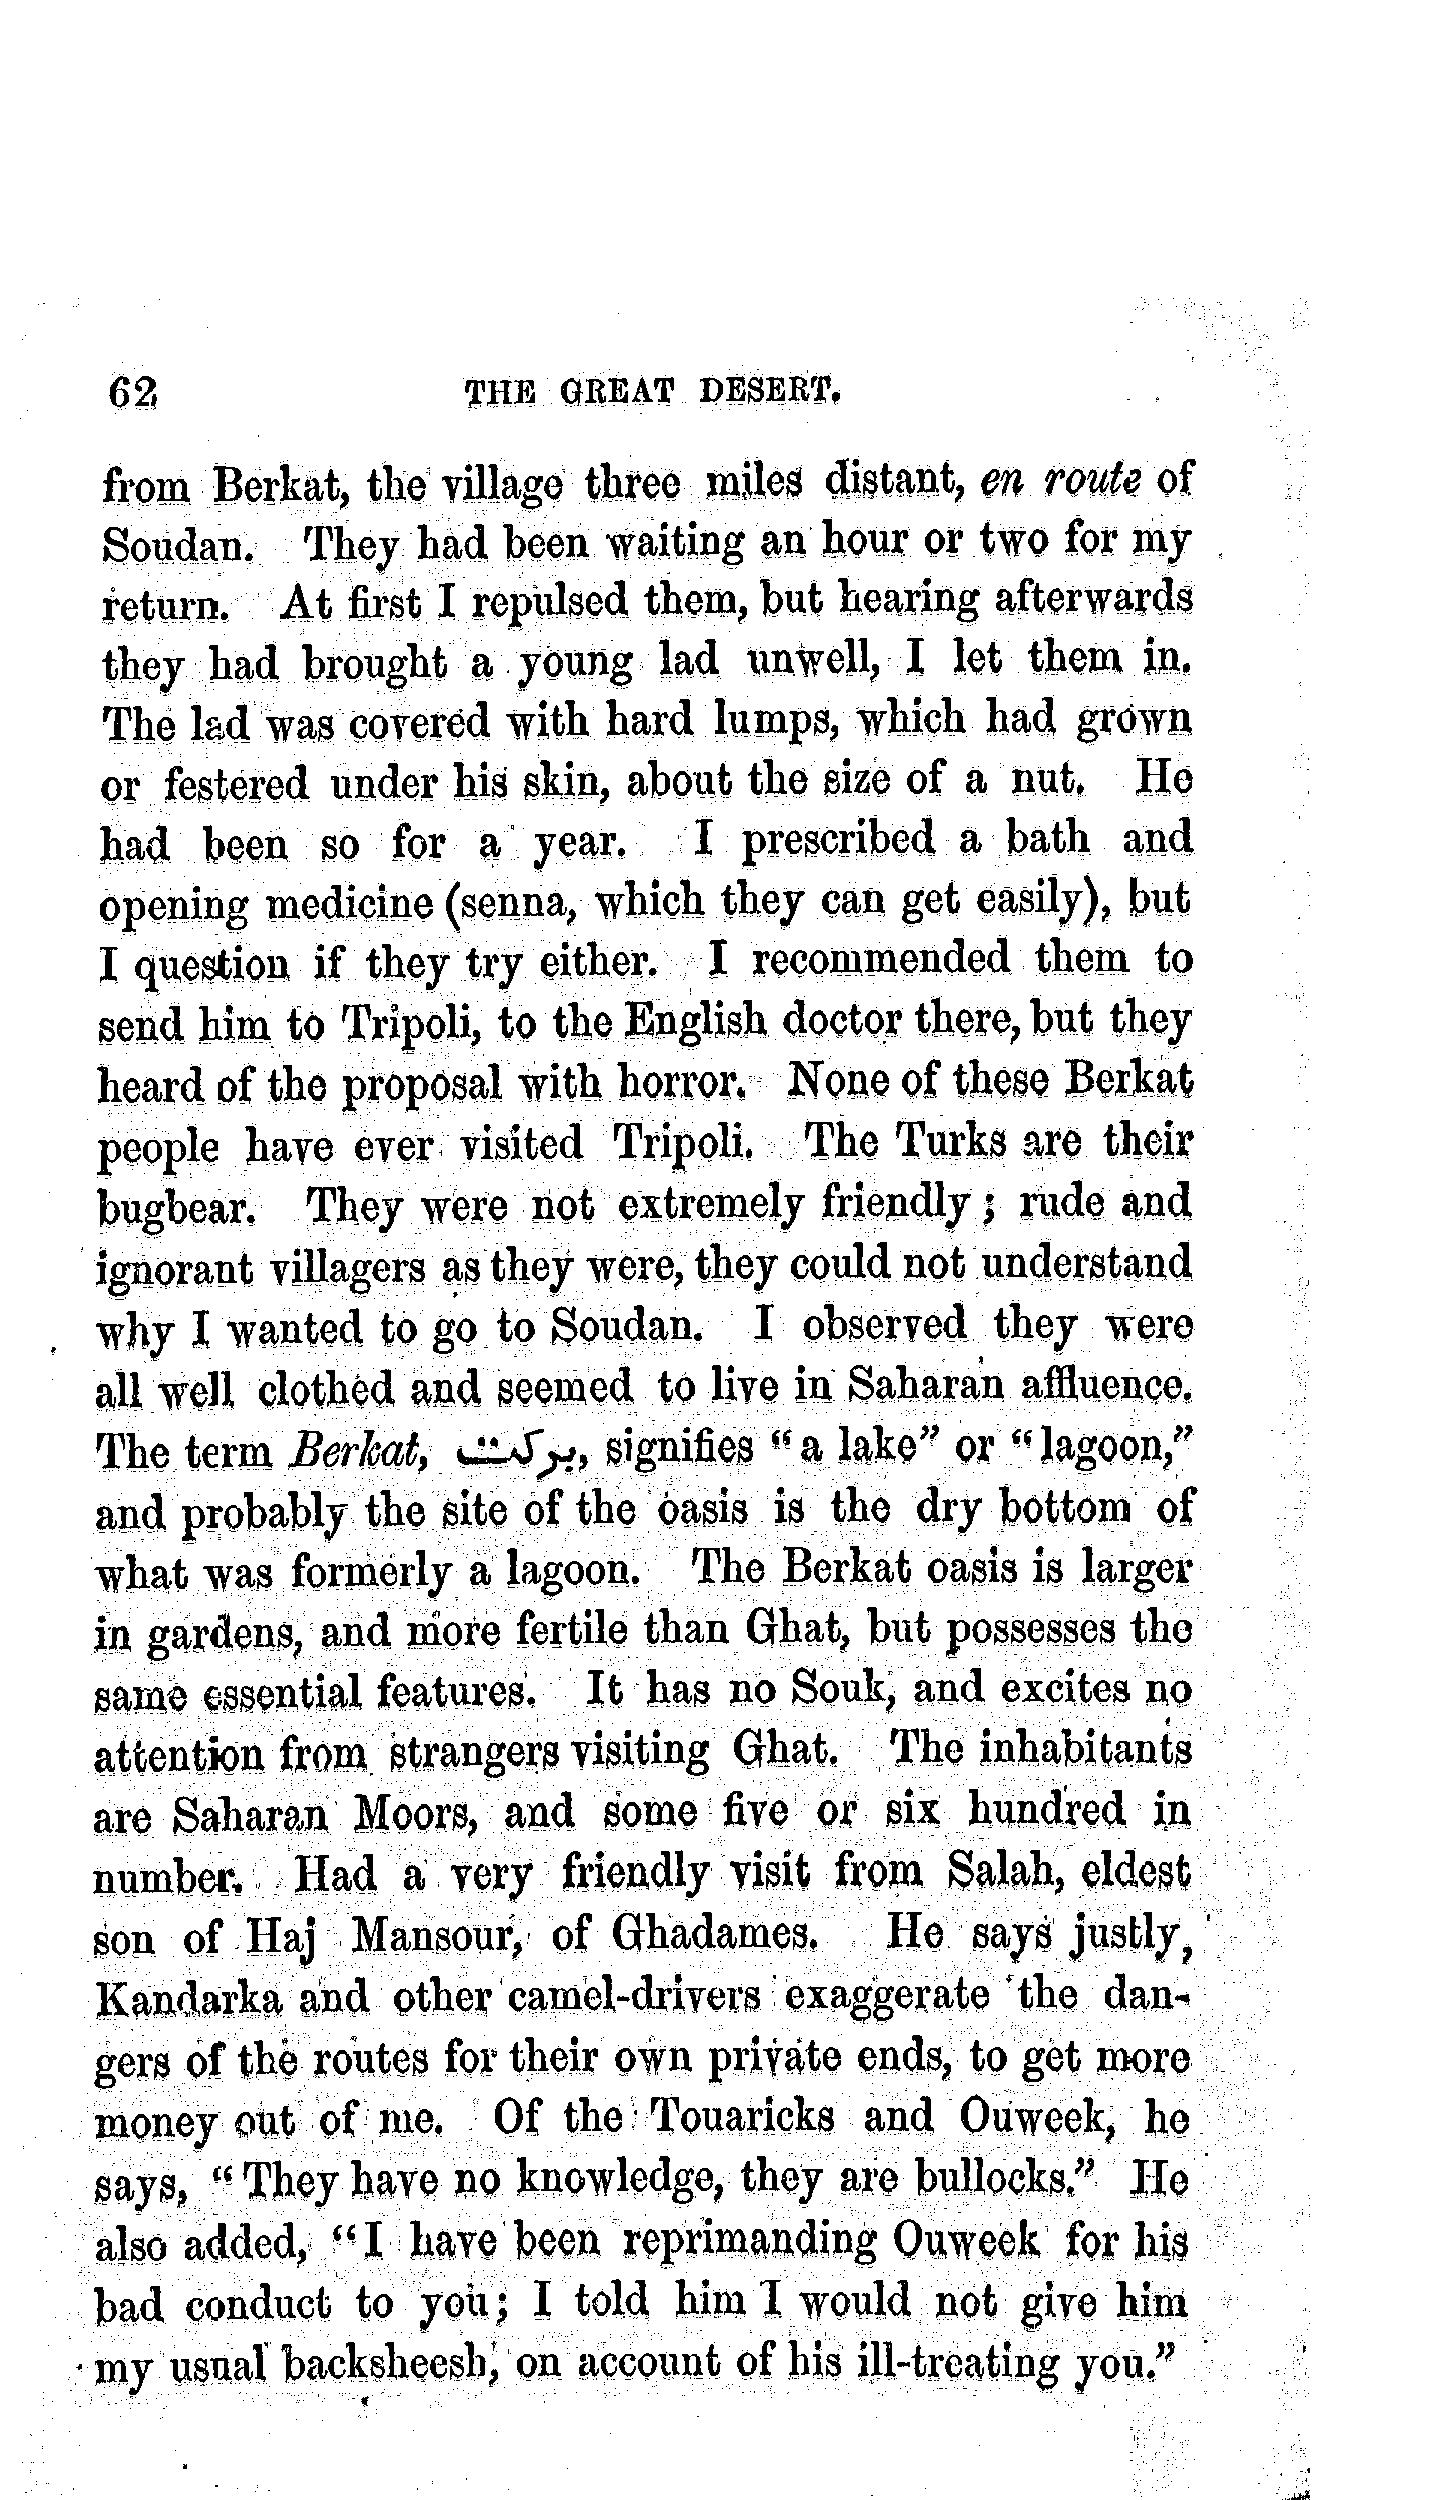 62 THE GREAT DESERT.
from Berkat, the village three miles distant, en route of
Soudan. They had been waiting an hour or two for my
return. At first I repulsed them, but hearing afterwards
they had brought a young lad unwell, I let them in.
The lad was covered with hard lumps, which had grown
or festered under his skin, about the size of a nut. He
had been so for a year. I prescribed a bath and
opening medicine (senna, which they can get easily), but
I question if they try either. I recommended them to
send him to Tripoli, to the English doctor there, but they
heard of the proposal with horror. None of these Berkat
people have ever visited Tripoli. The Turks are their
bugbear. They were not extremely friendly; rude and
ignorant villagers as they were, they could not understand
why I wanted to go to Soudan. I observed they were
all well clothed and seemed to live in Saharan affluence.
The term Berkat, بركت, signifies "a lake" or "lagoon,"
and probably the site of the oasis is the dry bottom of
what was formerly a lagoon. The Berkat oasis is larger
in gardens, and more fertile than Ghat, but possesses the
same essential features. It has no Souk, and excites no
attention from strangers visiting Ghat. The inhabitants
are Saharan Moors, and some five or six hundred in
number. Had a very friendly visit from Salah, eldest
son of Haj Mansour, of Ghadames. He says justly,
Kandarka and other camel-drivers exaggerate the dan-
gers of the routes for their own private ends, to get more
money out of me. Of the Touaricks and Ouweek, he
says, "They have no knowledge, they are bullocks." He
also added, "I have been reprimanding Ouweek for his
bad conduct to you; I told him I would not give him
my usual backsheesh, on account of his ill-treating you."